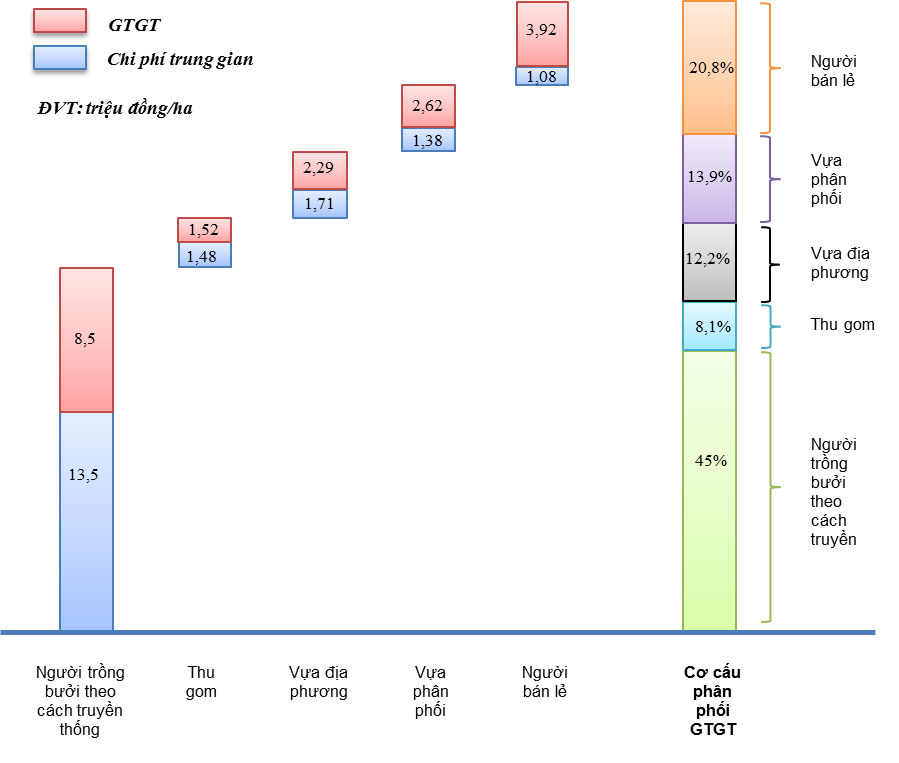 GTGT
Chi phí trung gian
ĐVT: triệu đồng/ha
8,5
13,5
1,52
1,48
2,29
1,71
2,62
1,38
3,92
1,08
20,8%
13,9%
12,2%
8,1%
45%
Người
bán lẻ
Vựa
phân
phối
Vựa địa
phương
Thu gom
Người
trồng
bưởi
theo
cách
truyền
Người trồng
bưởi theo
cách truyền
thống
Thu
gom
Vựa địa
phương
Vựa
phân
phối
Người
bán lẻ
Cơ cấu
phân
phối
GTGT